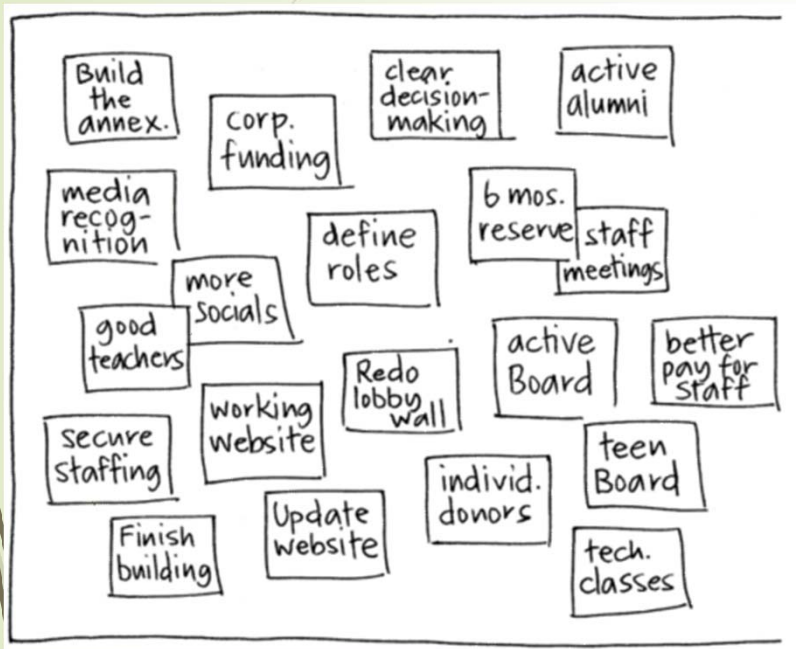 Build
the
annex.
corp.
funding
clear
decision-
making
active
alumni
media
recog-
nition
define
roles
6 mos.
reserve
staff
meetings
more
socials
good
teachers
Redo
lobby
wall
active
Board
better
pay for
staff
secure
staffing
working
website
individ.
donors
teen
Board
Finish
building
Update
website
tech.
classes